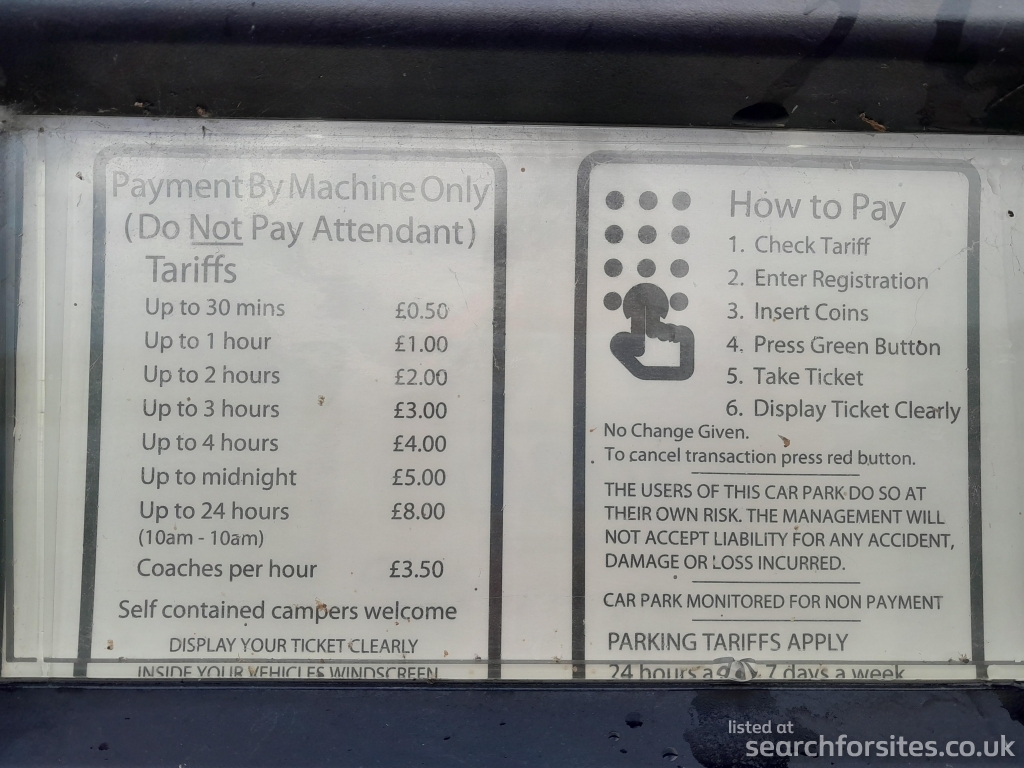 Payment By Machine Only
(Do Not Pay Attendant)
Tariffs
Up to 30 mins £0.50
Up to 1 hour £1.00
Up to 2 hours £2.00
Up to 3 hours £3.00
Up to 4 hours £4.00
Up to midnight £5.00
Up to 24 hours £8.00
(10am - 10am)
Coaches per hour £3.50
Self contained campers welcome
DISPLAY YOUR TICKET CLEARLY
INSIDE YOUR VEHICLES WINDSCREEN
How to Pay
1. Check Tariff
2. Enter Registration
3. Insert Coins
4. Press Green Button
5. Take Ticket
6. Display Ticket Clearly
No Change Given.
To cancel transaction press red button.
THE USERS OF THIS CAR PARK DO SO AT
THEIR OWN RISK. THE MANAGEMENT WILL
NOT ACCEPT LIABILITY FOR ANY ACCIDENT,
DAMAGE OR LOSS INCURRED.
CAR PARK MONITORED FOR NON PAYMENT
PARKING TARIFFS APPLY
24 hours a 7 days a week
listed at
searchforsites.co.uk